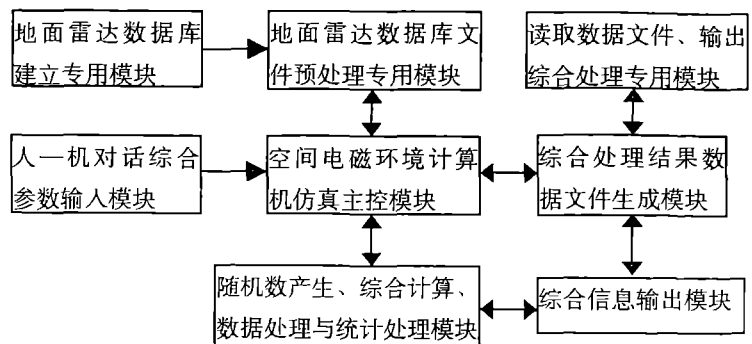 地面雷达数据库
建立专用模块
地面雷达数据库文
件预处理专用模块
读取数据文件、输出
综合处理专用模块
人—机对话综合
参数输入模块
空间电磁环境计算
机仿真主控模块
综合处理结果数
据文件生成模块
随机数产生、综合计算、
数据处理与统计处理模块
综合信息输出模块